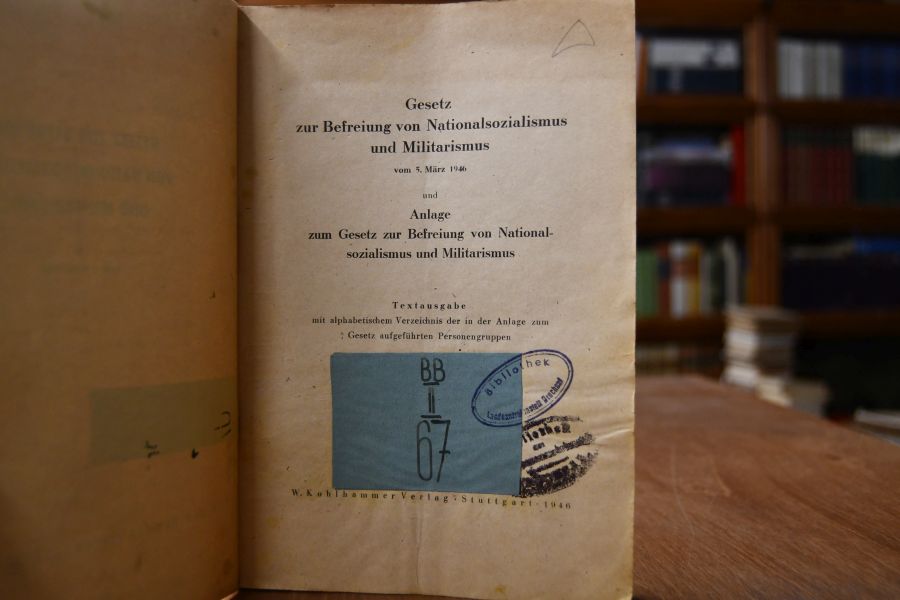 Gesetz
zur Befreiung von Nationalsozialismus
und Militarismus
vom 5. März 1946
und
Anlage
zum Gesetz zur Befreiung von National-
sozialismus und Militarismus
Textausgabe
mit alphabetischem Verzeichnis der in der Anlage zum
Gesetz aufgeführten Personengruppen
BB
II
67
Bibliothek
W. Kohlhammer Verlag · Stuttgart · 1946